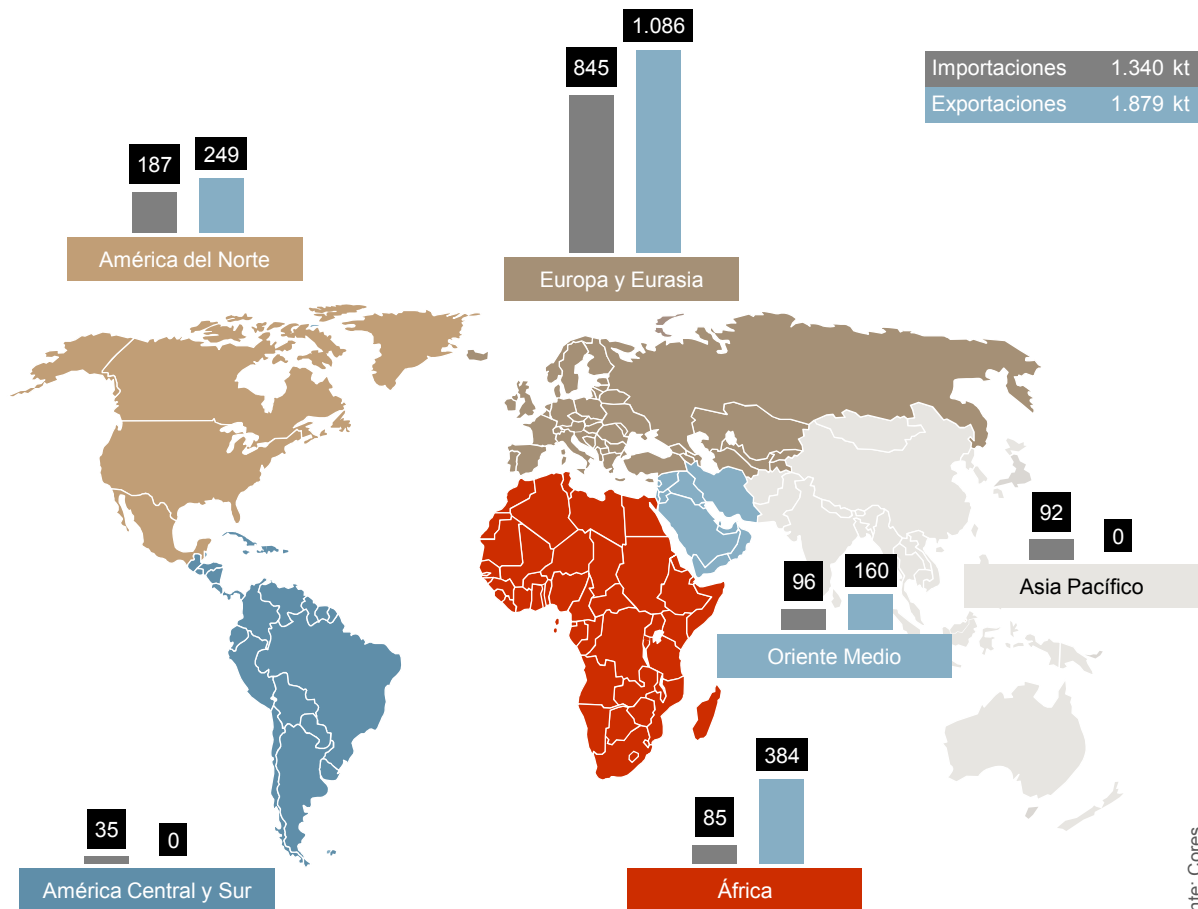 1.086
845
Importaciones 1.340 kt
Exportaciones 1.879 kt
187 249
América del Norte
Europa y Eurasia
92 0
Asia Pacífico
96 160
Oriente Medio
384
85
África
35 0
América Central y Sur
Cores